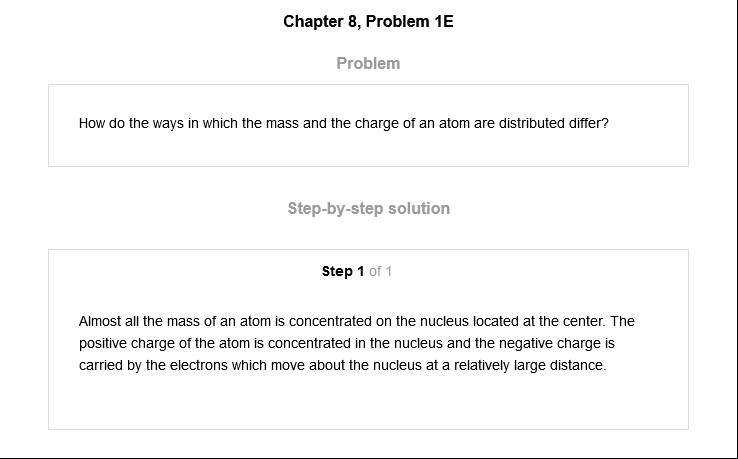 Chapter 8, Problem 1E
Problem
How do the ways in which the mass and the charge of an atom are distributed differ?
Step-by-step solution
Step 1 of 1
Almost all the mass of an atom is concentrated on the nucleus located at the center. The
positive charge of the atom is concentrated in the nucleus and the negative charge is
carried by the electrons which move about the nucleus at a relatively large distance.